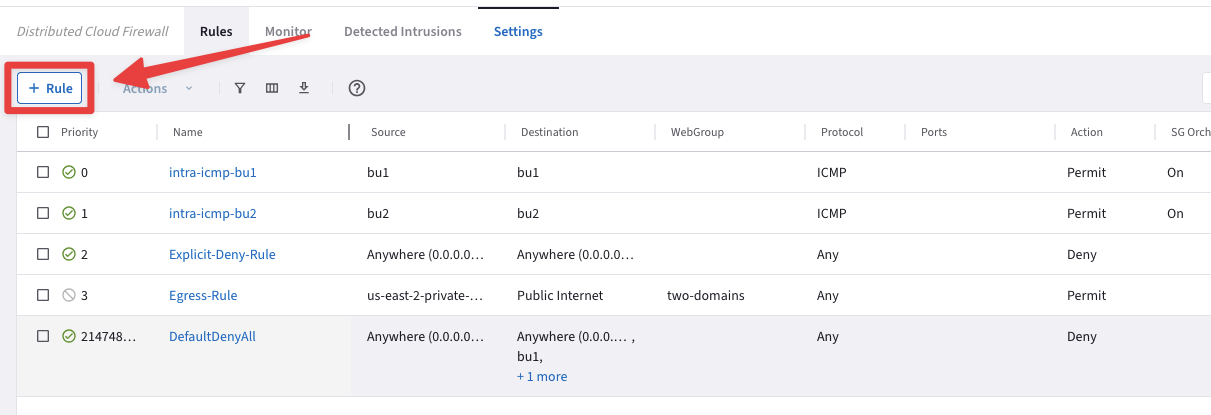 Distributed Cloud Firewall Rules Monitor Detected Intrusions Settings
+ Rule Actions
Priority Name Source Destination WebGroup Protocol Ports Action SG Orch
0 intra-icmp-bu1 bu1 bu1 ICMP Permit On
1 intra-icmp-bu2 bu2 bu2 ICMP Permit On
2 Explicit-Deny-Rule Anywhere (0.0.0.0… Anywhere (0.0.0.0… Any Deny
3 Egress-Rule us-east-2-private-… Public Internet two-domains Any Permit
214748… DefaultDenyAll Anywhere (0.0.0.0… Anywhere (0.0.0.… , Any Deny
bu1,
+ 1 more